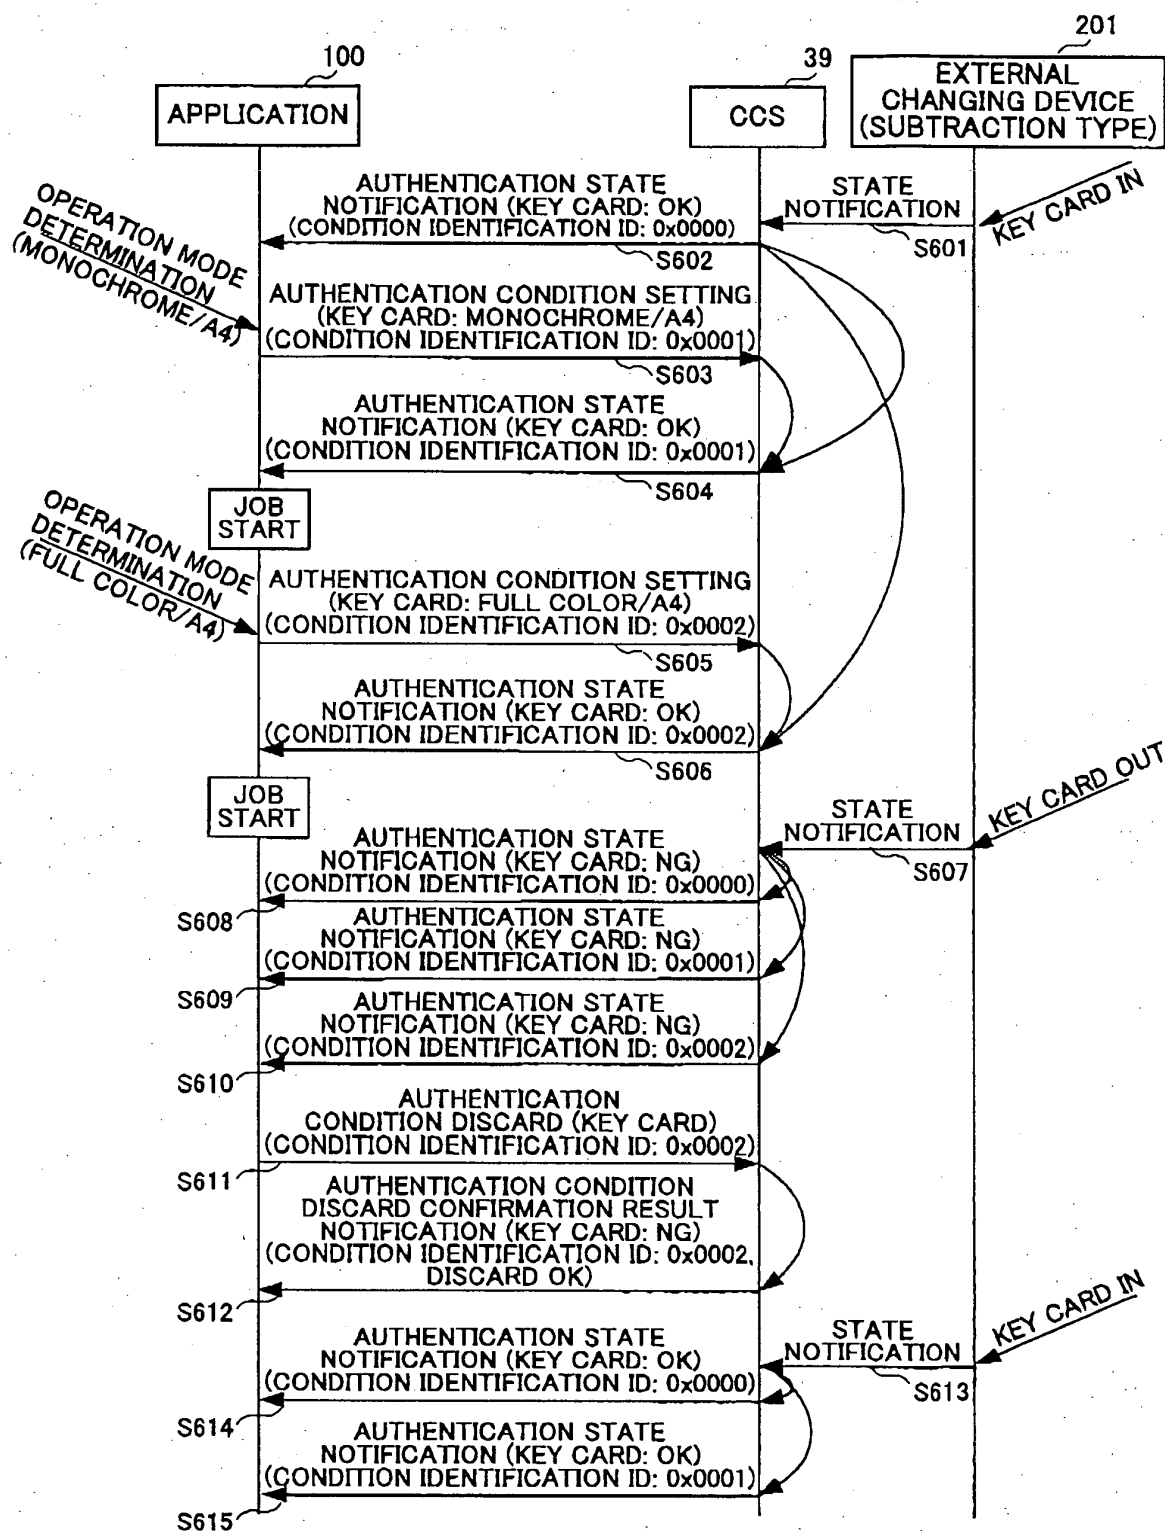 100
APPLICATION
39
CCS
201
EXTERNAL
CHANGING DEVICE
(SUBTRACTION TYPE)
KEY CARD IN
STATE
NOTIFICATION
S601
AUTHENTICATION STATE
NOTIFICATION (KEY CARD: OK)
(CONDITION IDENTIFICATION ID: 0x0000)
S602
OPERATION MODE
DETERMINATION
(MONOCHROME/A4)
AUTHENTICATION CONDITION SETTING
(KEY CARD: MONOCHROME/A4)
(CONDITION IDENTIFICATION ID: 0x0001)
S603
AUTHENTICATION STATE
NOTIFICATION (KEY CARD: OK)
(CONDITION IDENTIFICATION ID: 0x0001)
S604
JOB
START
OPERATION MODE
DETERMINATION
(FULL COLOR/A4)
AUTHENTICATION CONDITION SETTING
(KEY CARD: FULL COLOR/A4)
(CONDITION IDENTIFICATION ID: 0x0002)
S605
AUTHENTICATION STATE
NOTIFICATION (KEY CARD: OK)
(CONDITION IDENTIFICATION ID: 0x0002)
S606
JOB
START
KEY CARD OUT
STATE
NOTIFICATION
S607
AUTHENTICATION STATE
NOTIFICATION (KEY CARD: NG)
(CONDITION IDENTIFICATION ID: 0x0000)
S608
AUTHENTICATION STATE
NOTIFICATION (KEY CARD: NG)
(CONDITION IDENTIFICATION ID: 0x0001)
S609
AUTHENTICATION STATE
NOTIFICATION (KEY CARD: NG)
(CONDITION IDENTIFICATION ID: 0x0002)
S610
AUTHENTICATION
CONDITION DISCARD (KEY CARD)
(CONDITION IDENTIFICATION ID: 0x0002)
S611
AUTHENTICATION CONDITION
DISCARD CONFIRMATION RESULT
NOTIFICATION (KEY CARD: NG)
(CONDITION IDENTIFICATION ID: 0x0002,
DISCARD OK)
S612
KEY CARD IN
STATE
NOTIFICATION
S613
AUTHENTICATION STATE
NOTIFICATION (KEY CARD: OK)
(CONDITION IDENTIFICATION ID: 0x0000)
S614
AUTHENTICATION STATE
NOTIFICATION (KEY CARD: OK)
(CONDITION IDENTIFICATION ID: 0x0001)
S615